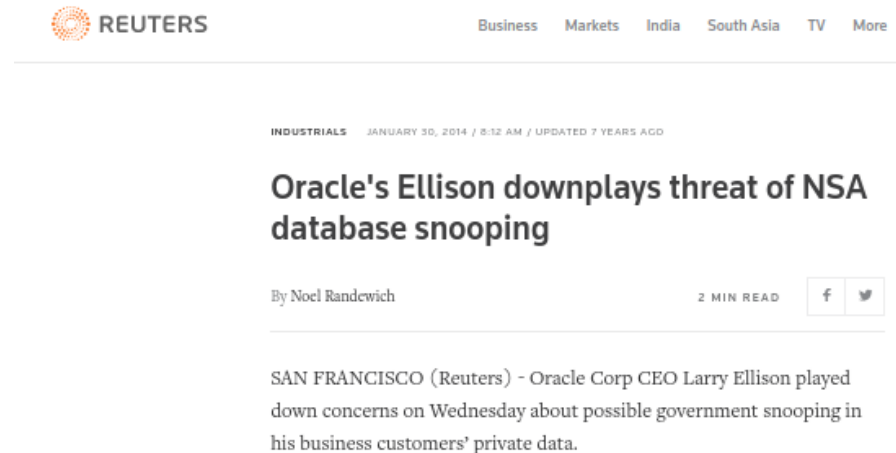 REUTERS
Business Markets India South Asia TV More
INDUSTRIALS JANUARY 30, 2014 / 8:12 AM / UPDATED 7 YEARS AGO
Oracle's Ellison downplays threat of NSA
database snooping
By Noel Randewich
2 MIN READ
SAN FRANCISCO (Reuters) - Oracle Corp CEO Larry Ellison played
down concerns on Wednesday about possible government snooping in
his business customers’ private data.